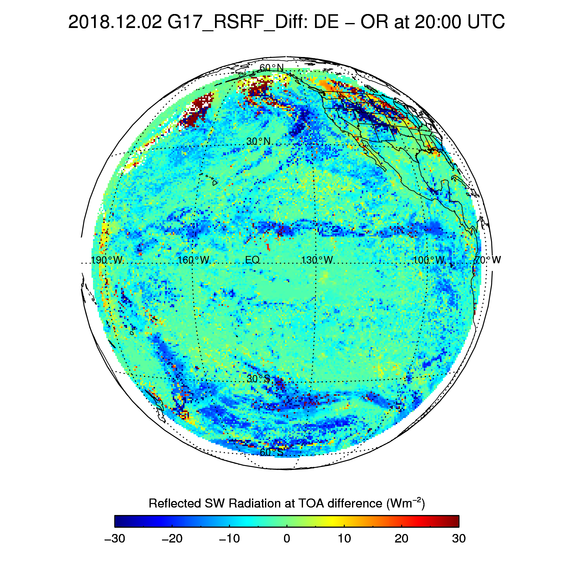 2018.12.02 G17_RSRF_Diff: DE − OR at 20:00 UTC
60°N
30°N
190°W 160°W EQ 130°W 100°W 70°W
30°S
60°S
Reflected SW Radiation at TOA difference (Wm⁻²)
−30 −20 −10 0 10 20 30